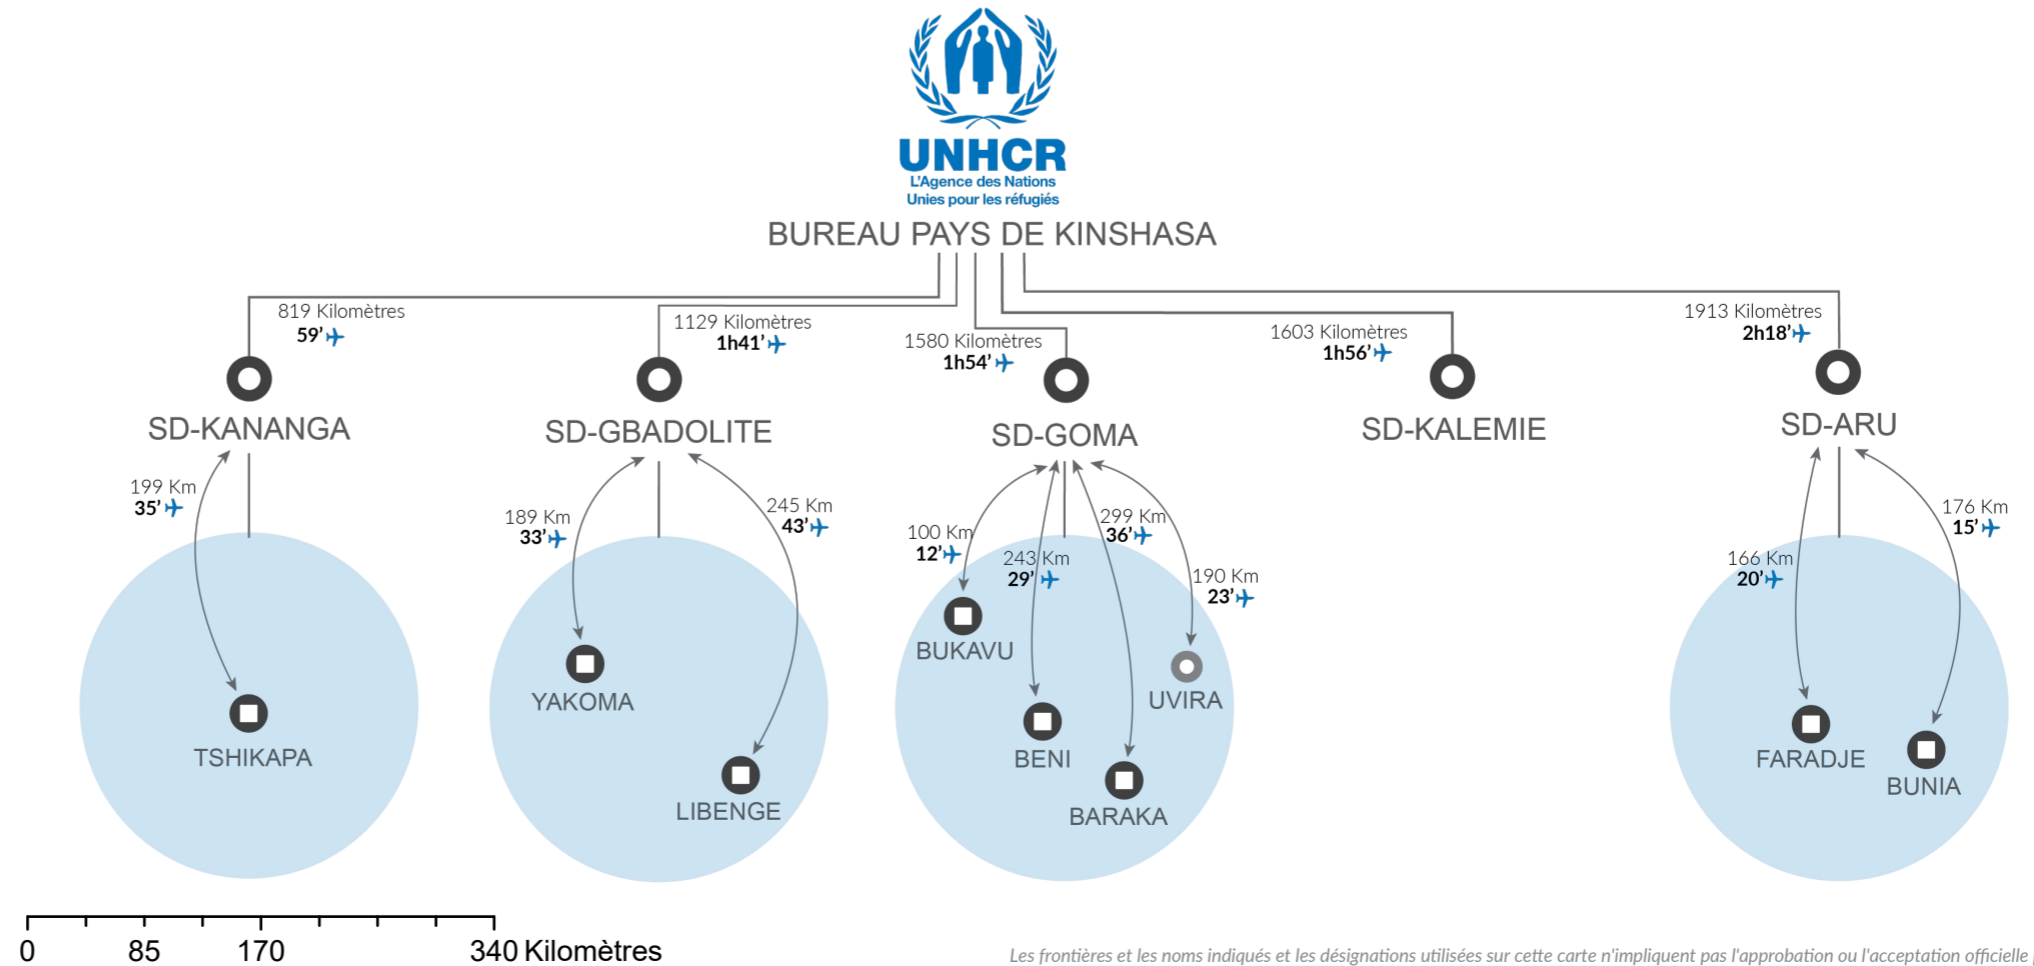 UNHCR
L'Agence des Nations
Unies pour les réfugiés
BUREAU PAYS DE KINSHASA
819 Kilomètres
59’
1129 Kilomètres
1h41’
1580 Kilomètres
1h54’
1603 Kilomètres
1h56’
1913 Kilomètres
2h18’
SD-KANANGA
SD-GBADOLITE
SD-GOMA
SD-KALEMIE
SD-ARU
199 Km
35’
189 Km
33’
245 Km
43’
100 Km
12’
243 Km
29’
299 Km
36’
190 Km
23’
166 Km
20’
176 Km
15’
TSHIKAPA
YAKOMA
LIBENGE
BUKAVU
BENI
BARAKA
UVIRA
FARADJE
BUNIA
0 85 170 340 Kilomètres
Les frontières et les noms indiqués et les désignations utilisées sur cette carte n'impliquent pas l'approbation ou l'acceptation officielle